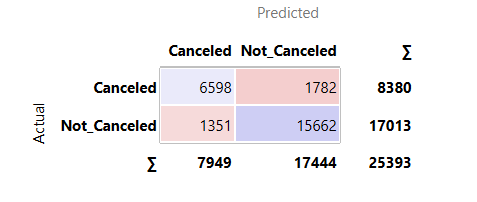 Predicted
Canceled Not_Canceled ∑
Canceled 6598 1782 8380
Actual
Not_Canceled 1351 15662 17013
∑ 7949 17444 25393